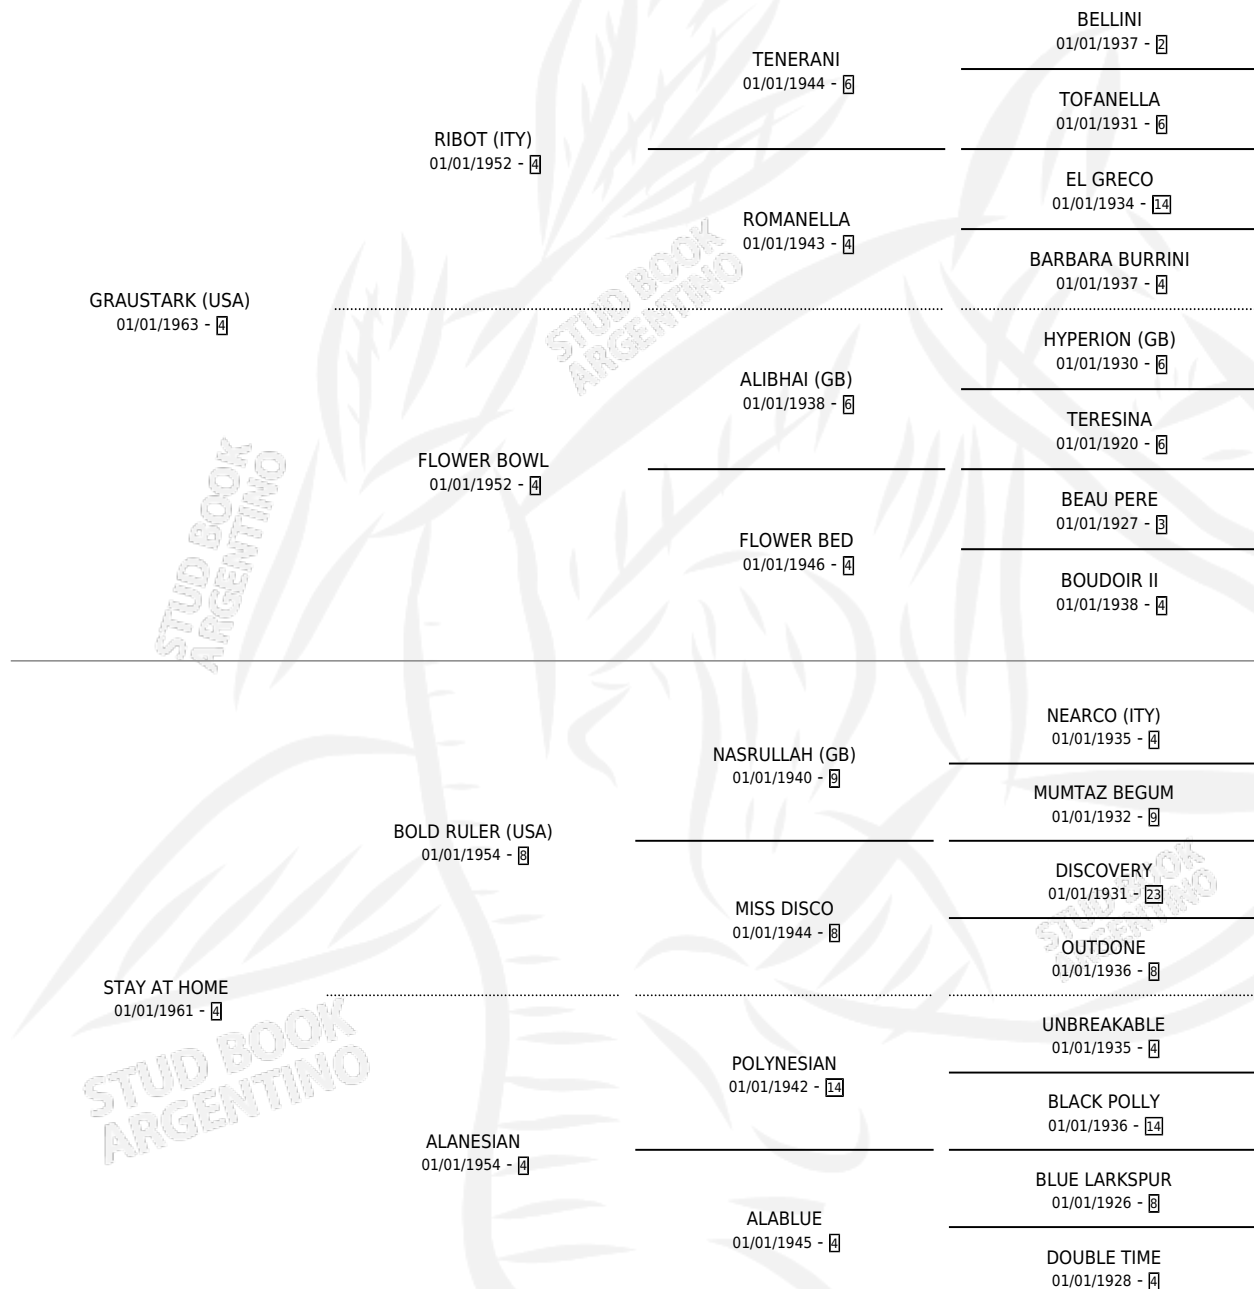 BELLINI
01/01/1937 - 2
TENERANI
01/01/1944 - 6
TOFANELLA
01/01/1931 - 6
RIBOT (ITY)
01/01/1952 - 4
EL GRECO
01/01/1934 - 14
ROMANELLA
01/01/1943 - 4
BARBARA BURRINI
01/01/1937 - 4
GRAUSTARK (USA)
01/01/1963 - 4
HYPERION (GB)
01/01/1930 - 6
ALIBHAI (GB)
01/01/1938 - 6
TERESINA
01/01/1920 - 6
FLOWER BOWL
01/01/1952 - 4
BEAU PERE
01/01/1927 - 3
FLOWER BED
01/01/1946 - 4
BOUDOIR II
01/01/1938 - 4
NEARCO (ITY)
01/01/1935 - 4
NASRULLAH (GB)
01/01/1940 - 9
MUMTAZ BEGUM
01/01/1932 - 9
BOLD RULER (USA)
01/01/1954 - 8
DISCOVERY
01/01/1931 - 23
MISS DISCO
01/01/1944 - 8
OUTDONE
01/01/1936 - 8
STAY AT HOME
01/01/1961 - 4
UNBREAKABLE
01/01/1935 - 4
POLYNESIAN
01/01/1942 - 14
BLACK POLLY
01/01/1936 - 14
ALANESIAN
01/01/1954 - 4
BLUE LARKSPUR
01/01/1926 - 8
ALABLUE
01/01/1945 - 4
DOUBLE TIME
01/01/1928 - 4
STUD BOOK
ARGENTINO
STUD BOOK
ARGENTINO
STUD BOOK
ARGENTINO
STUD BOOK
ARGENTINO